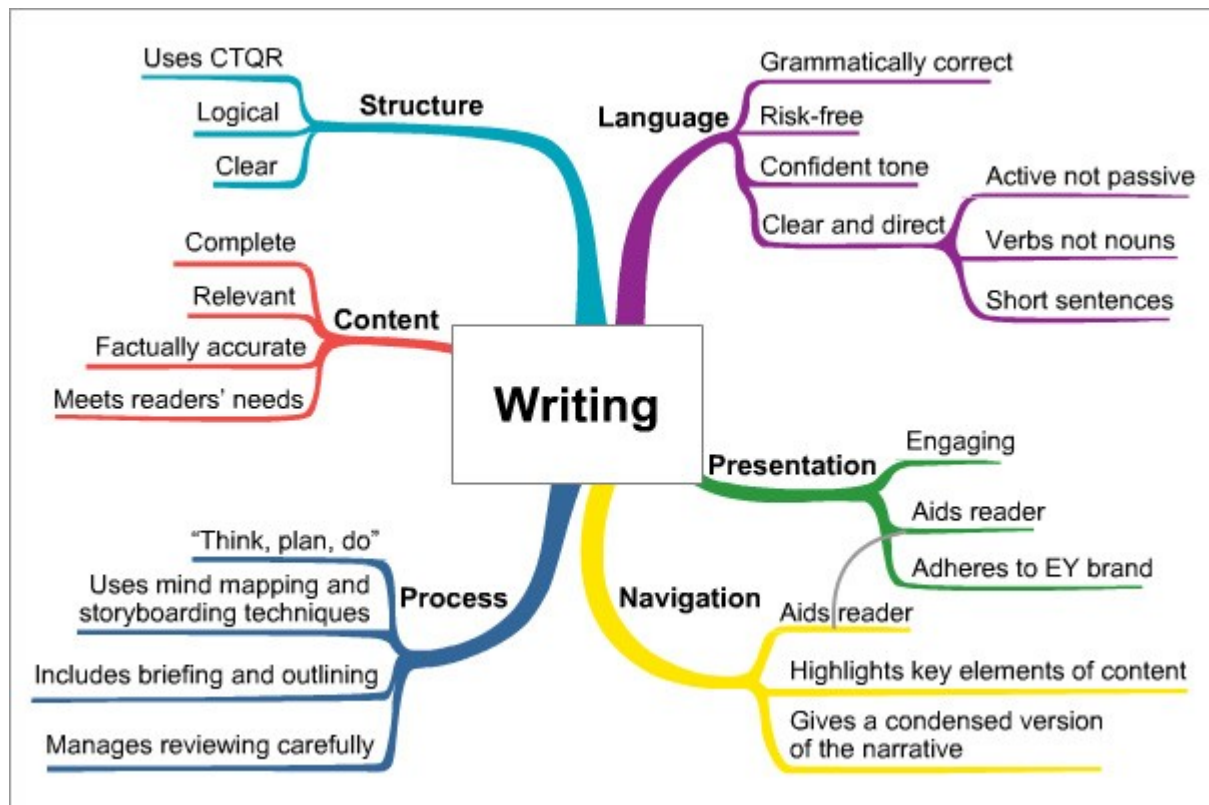 Uses CTQR
Logical
Clear
Structure
Complete
Relevant
Factually accurate
Meets readers’ needs
Content
Writing
Language
Grammatically correct
Risk-free
Confident tone
Clear and direct
Active not passive
Verbs not nouns
Short sentences
Presentation
Engaging
Aids reader
Adheres to EY brand
Navigation
Aids reader
Highlights key elements of content
Gives a condensed version
of the narrative
Process
“Think, plan, do”
Uses mind mapping and
storyboarding techniques
Includes briefing and outlining
Manages reviewing carefully